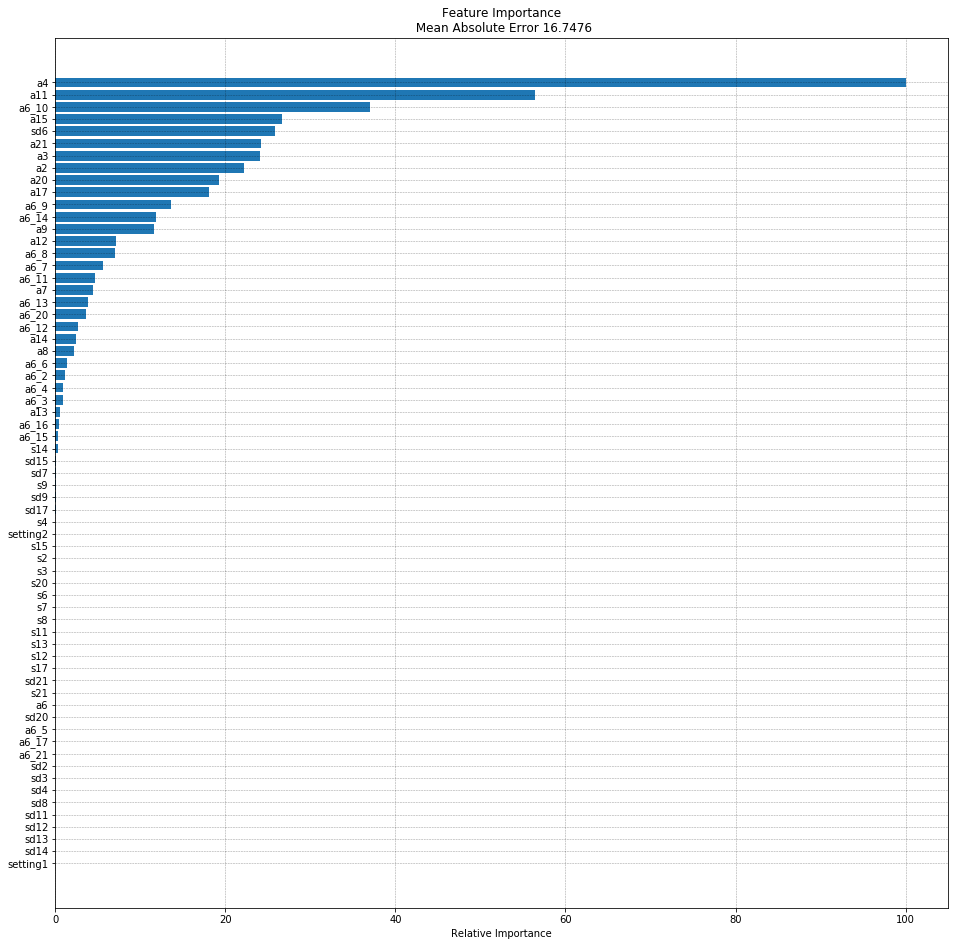 Feature Importance
Mean Absolute Error 16.7476
a4
a11
a6_10
a15
sd6
a21
a3
a2
a20
a17
a6_9
a6_14
a9
a12
a6_8
a6_7
a6_11
a7
a6_13
a6_20
a6_12
a14
a8
a6_6
a6_2
a6_4
a6_3
a13
a6_16
a6_15
s14
sd15
sd7
s9
sd9
sd17
s4
setting2
s15
s2
s3
s20
s6
s7
s8
s11
s13
s12
s17
sd21
s21
a6
sd20
a6_5
a6_17
a6_21
sd2
sd3
sd4
sd8
sd11
sd12
sd13
sd14
setting1
0 20 40 60 80 100
Relative Importance